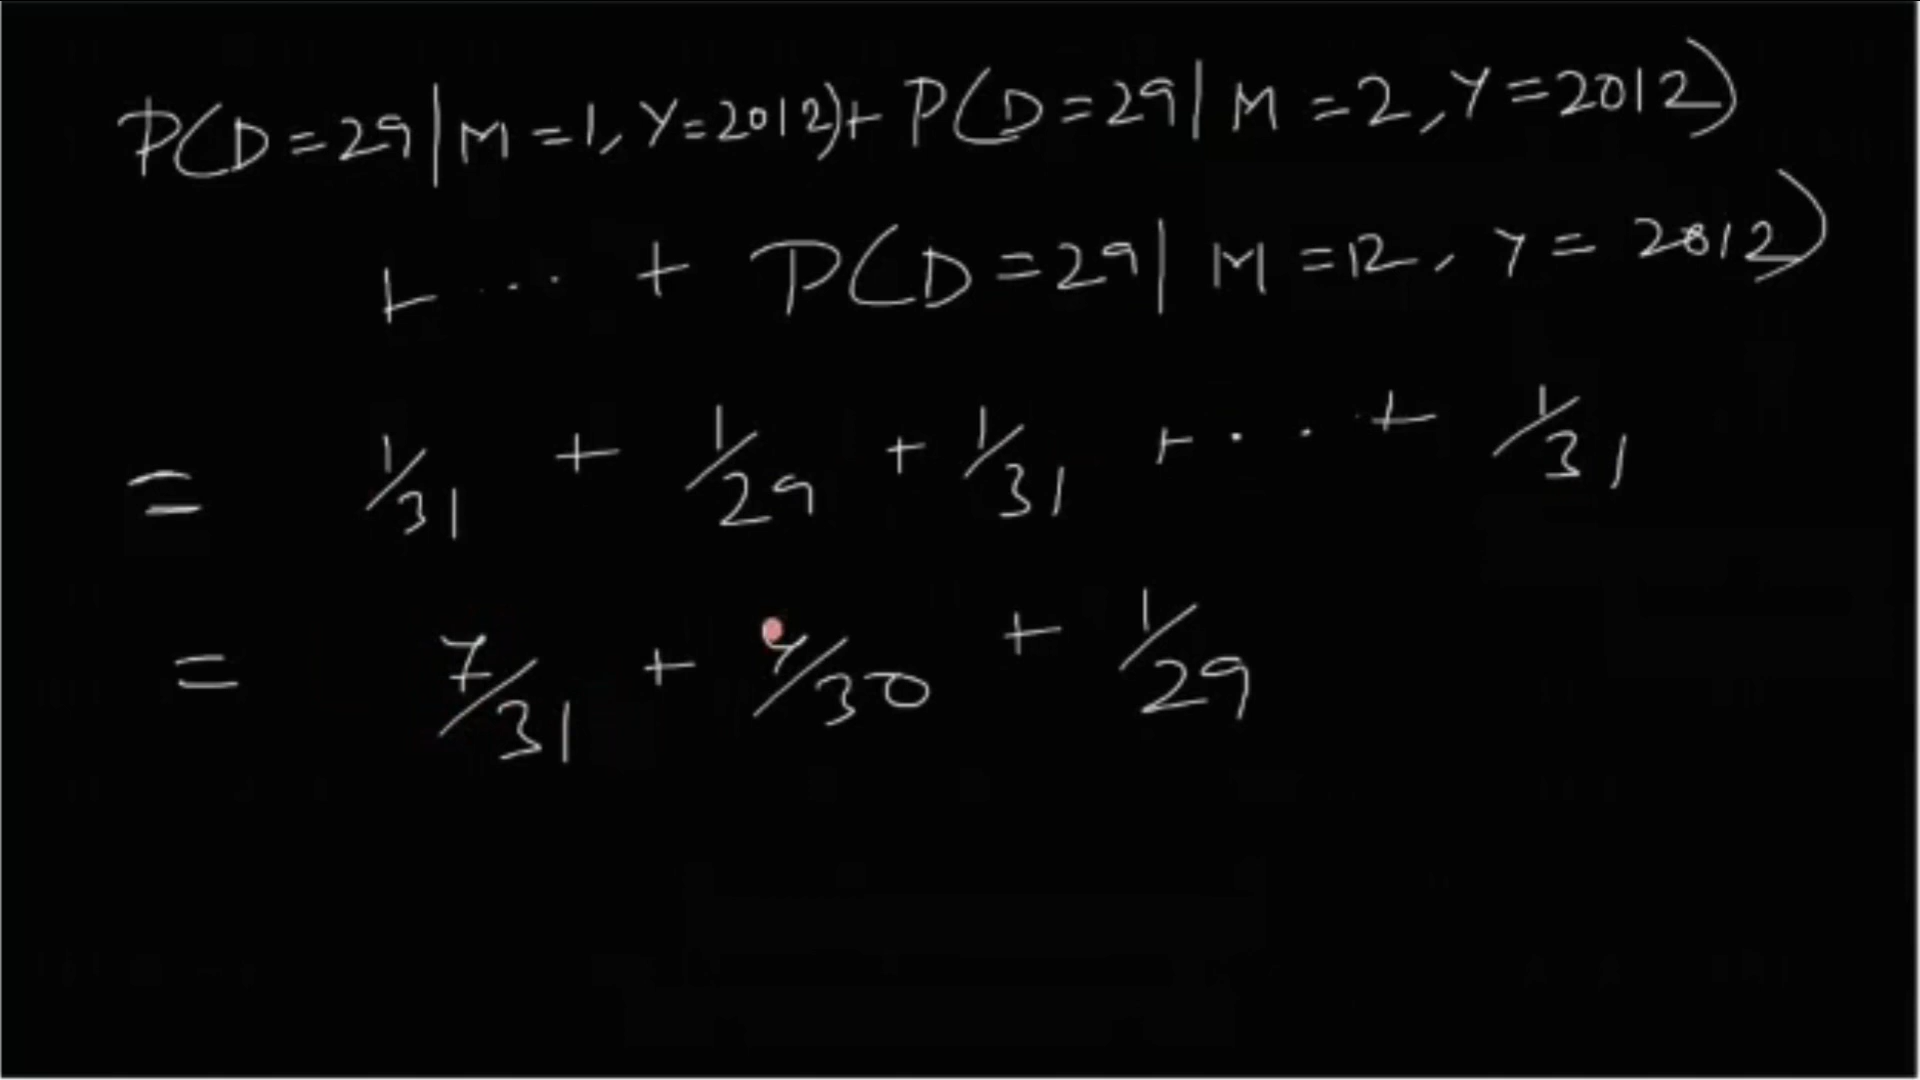 P(D=29|M=1,Y=2012)+P(D=29|M=2,Y=2012)
+ ... + P(D=29|M=12,Y=2012)
= 1/31 + 1/29 + 1/31 + ... + 1/31
= 7/31 + 4/30 + 1/29